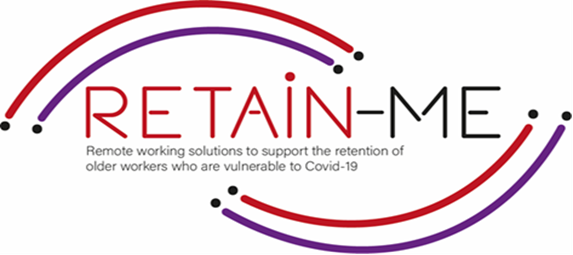 RETAiN-ME
Remote working solutions to support the retention of
older workers who are vulnerable to Covid-19